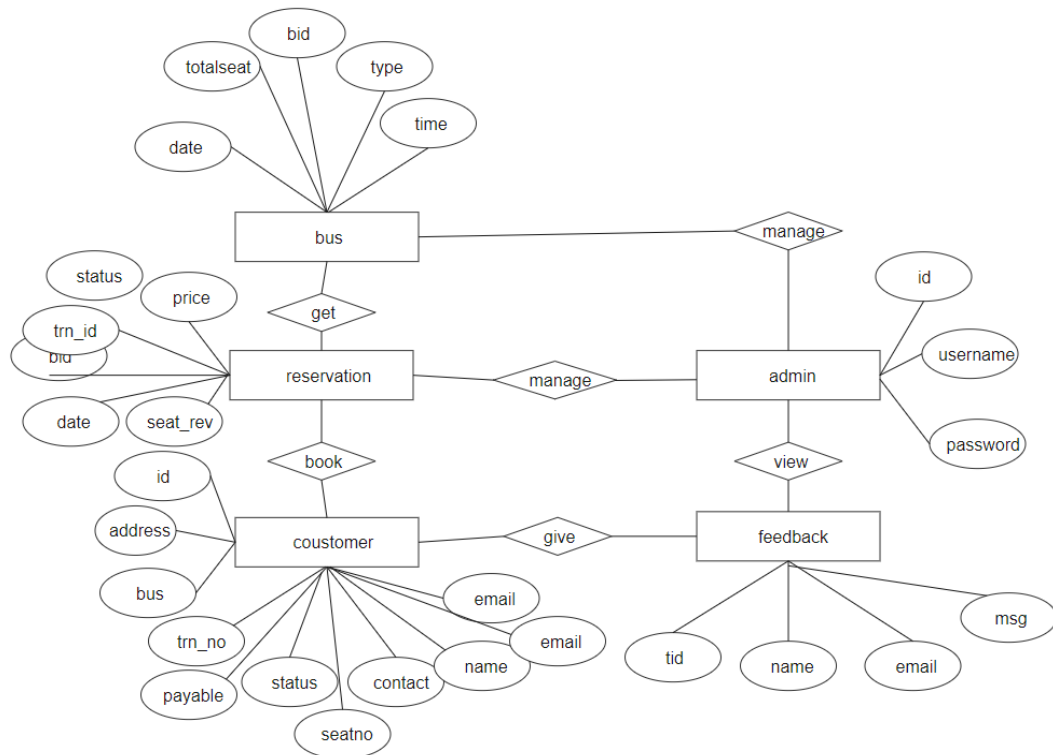 bid
totalseat
type
time
date
bus
manage
status
price
id
get
trn_id
bid
username
reservation
manage
admin
date
seat_rev
password
book
view
id
address
coustomer
give
feedback
bus
email
msg
trn_no
email
tid
name
name
email
payable
status
contact
seatno